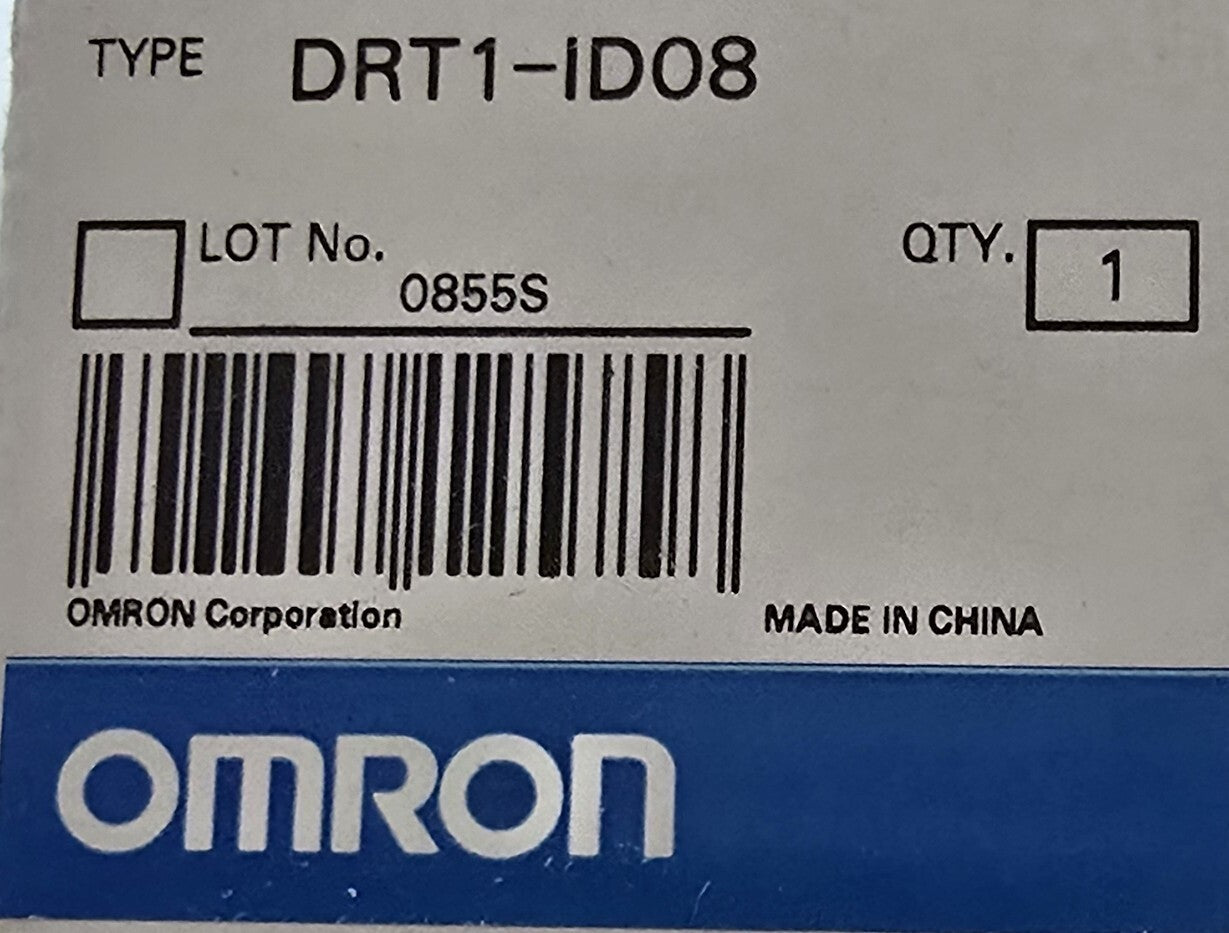 TYPE DRT1-ID08
LOT No. QTY. 1
0855S
OMRON Corporation MADE IN CHINA
OMRON